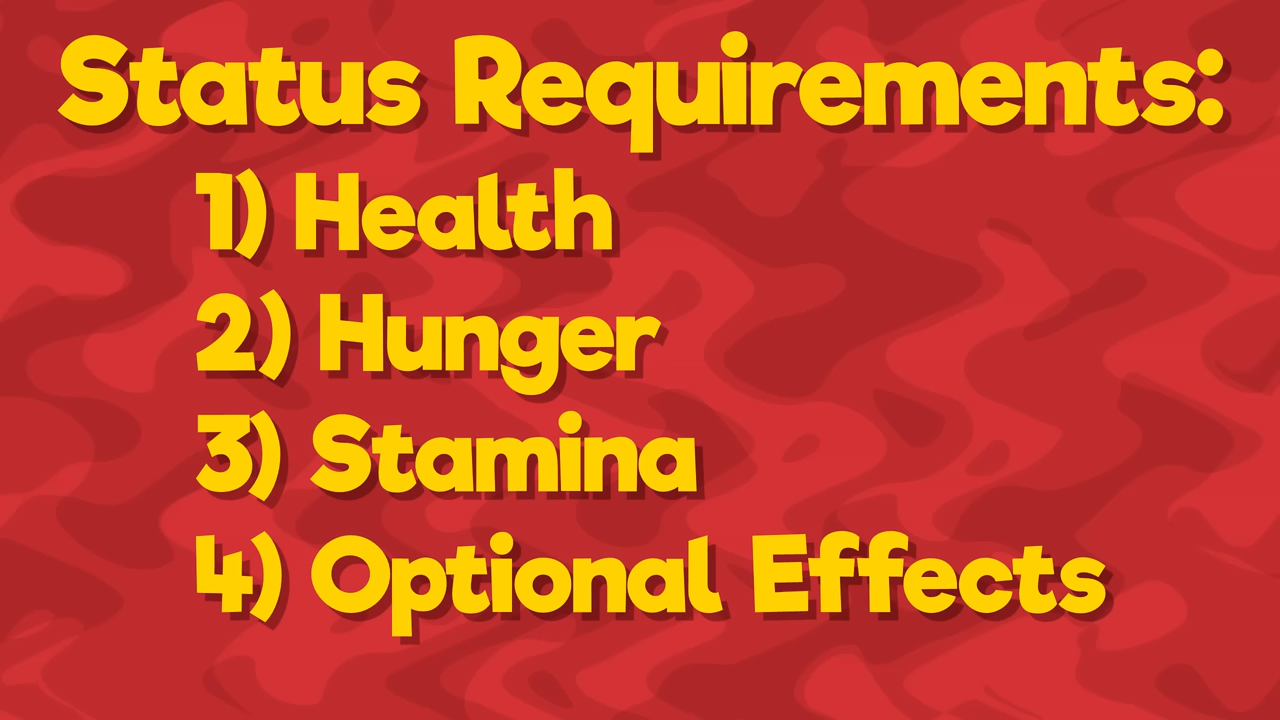 Status Requirements:
1) Health
2) Hunger
3) Stamina
4) Optional Effects